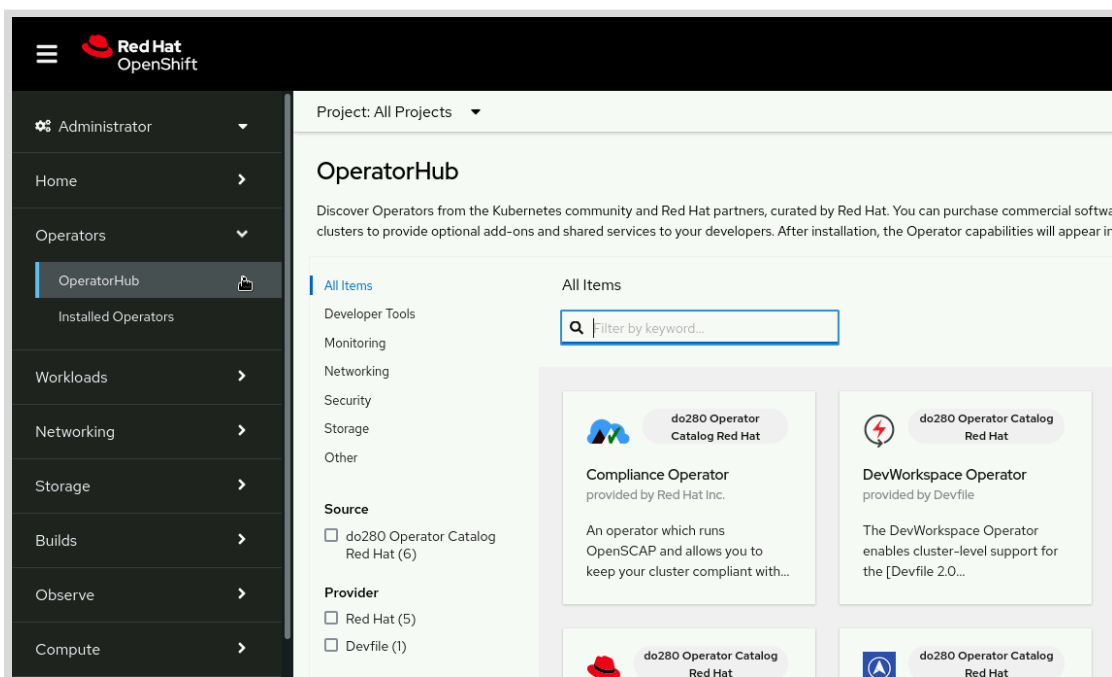 Red Hat
OpenShift
Administrator
Home
Operators
OperatorHub
Installed Operators
Workloads
Networking
Storage
Builds
Observe
Compute
Project: All Projects
OperatorHub
Discover Operators from the Kubernetes community and Red Hat partners, curated by Red Hat. You can purchase commercial softwa
clusters to provide optional add-ons and shared services to your developers. After installation, the Operator capabilities will appear in
All Items
Developer Tools
Monitoring
Networking
Security
Storage
Other
Source
do280 Operator Catalog
Red Hat (6)
Provider
Red Hat (5)
Devfile (1)
All Items
Filter by keyword...
do280 Operator
Catalog Red Hat
Compliance Operator
provided by Red Hat Inc.
An operator which runs
OpenSCAP and allows you to
keep your cluster compliant with...
do280 Operator Catalog
Red Hat
DevWorkspace Operator
provided by Devfile
The DevWorkspace Operator
enables cluster-level support for
the [Devfile 2.0...
do280 Operator Catalog
Red Hat
do280 Operator Catalog
Red Hat